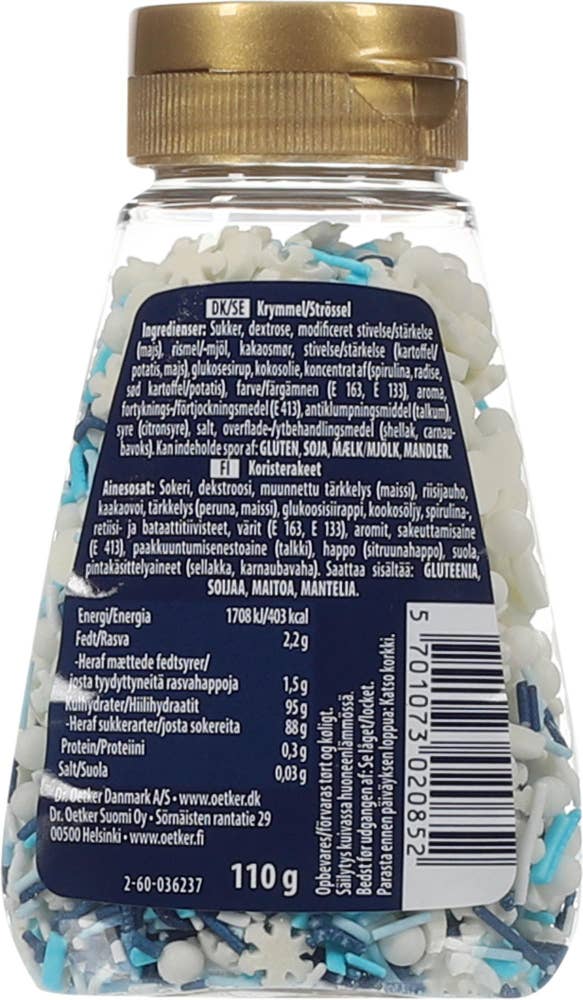 DK/SE Krymmel/Strössel
Ingredienser: Sukker, dextrose, modificeret stivelse/stärkelse
(majs), rismel/-mjöl, kakaosmør, stivelse/stärkelse (kartoffel/
potatis, majs), glukosesirup, kokosolie, koncentrat af (spirulina, radise,
sød kartoffel/potatis), farve/färgämnen (E 163, E 133), aroma,
fortyknings-/förtjockningsmedel (E 413), antiklumpningsmiddel (talkum),
syre (citronsyre), salt, overflade-/ytbehandlingsmedel (shellak, carnau-
bavoks). Kan indeholde spor af: GLUTEN, SOJA, MÆLK/MJÖLK, MANDLER.
FI Koristerakeet
Ainesosat: Sokeri, dekstroosi, muunnettu tärkkelys (maissi), riisijauho,
kaakaovoi, tärkkelys (peruna, maissi), glukoosisiirappi, kookosöljy, spirulina-,
retiisi- ja bataattitiivisteet, värit (E 163, E 133), aromit, sakeuttamisaine
(E 413), paakkuuntumisenestoaine (talkki), happo (sitruunahappo), suola,
pintakäsittelyaineet (sellakka, karnaubavaha). Saattaa sisältää: GLUTEENIA,
SOIJAA, MAITOA, MANTELIA.
Energi/Energia 1708 kJ/403 kcal
Fedt/Rasva 2,2 g
-Heraf mættede fedtsyrer/
josta tyydyttyneitä rasvahappoja 1,5 g
Kulhydrater/Hiilihydraatit 95 g
-Heraf sukkerarter/josta sokereita 88 g
Protein/Proteiini 0,3 g
Salt/Suola 0,03 g
Dr. Oetker Danmark A/S • www.oetker.dk
Dr. Oetker Suomi Oy • Sörnäisten rantatie 29
00500 Helsinki • www.oetker.fi
2-60-036237 110 g
Opbevares/förvaras tørt og køligt.
Säilytys kuivassa huoneenlämmössä.
Bedst før udgangen af: Se låget/locket.
Parasta ennen päiväyksen loppua: Katso korkki.
5 701073 020852